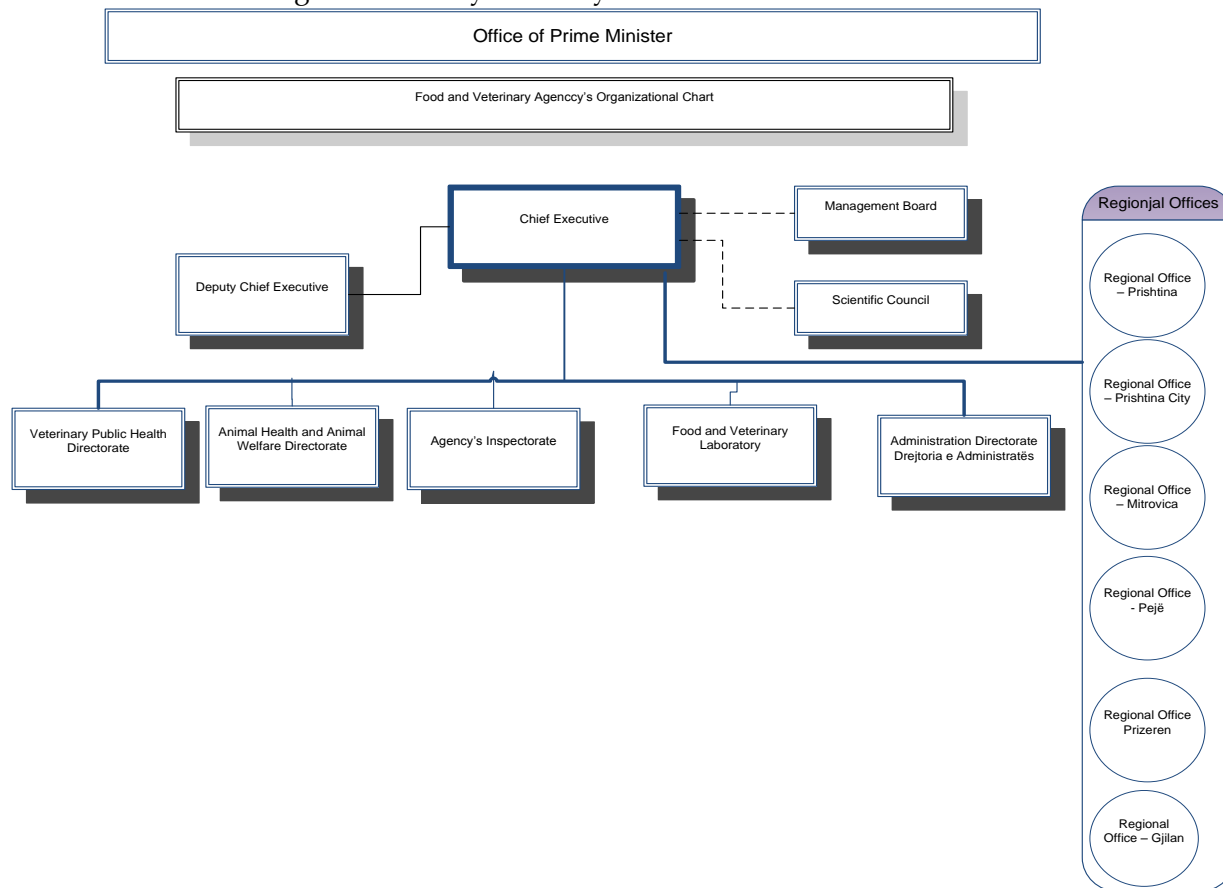 Office of Prime Minister
Food and Veterinary Agenccy's Organizational Chart
Chief Executive
Management Board
Deputy Chief Executive
Scientific Council
Veterinary Public Health
Directorate
Animal Health and Animal
Welfare Directorate
Agency's Inspectorate
Food and Veterinary
Laboratory
Administration Directorate
Drejtoria e Administratës
Regionjal Offices
Regional Office
– Prishtina
Regional Office
– Prishtina City
Regional Office
– Mitrovica
Regional Office
- Pejë
Regional Office
Prizeren
Regional
Office – Gjilan